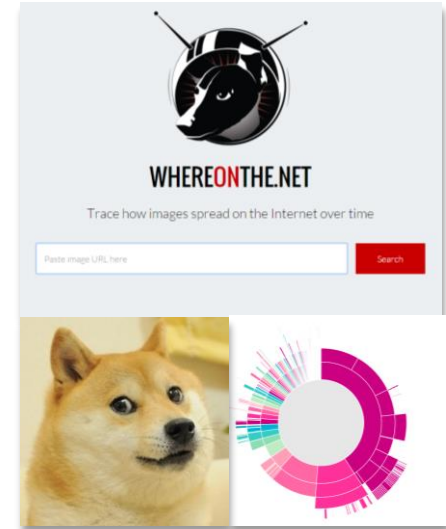 WHEREONTHE.NET
Trace how images spread on the Internet over time
Paste image URL here
Search